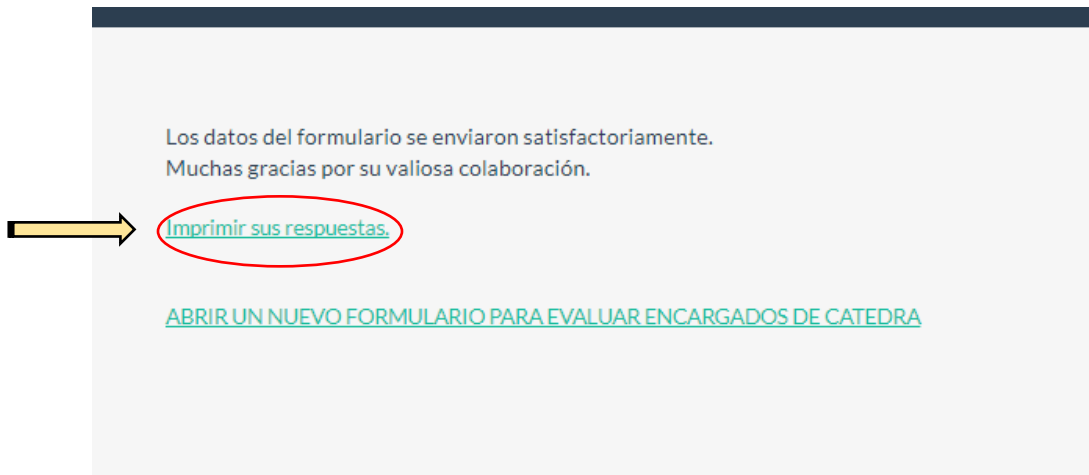 Los datos del formulario se enviaron satisfactoriamente.
Muchas gracias por su valiosa colaboración.
Imprimir sus respuestas.
ABRIR UN NUEVO FORMULARIO PARA EVALUAR ENCARGADOS DE CATEDRA